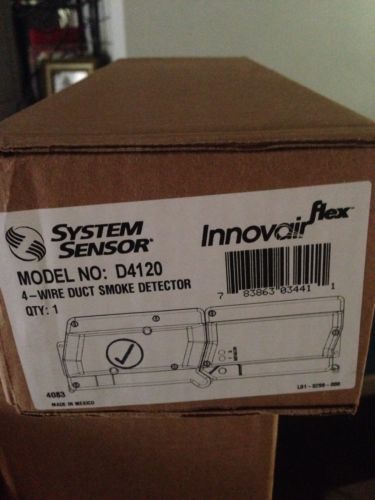 SYSTEM SENSOR®
Innovairflex™
MODEL NO: D4120
4-WIRE DUCT SMOKE DETECTOR
QTY: 1
7 83863 03441 1
4083
MADE IN MEXICO